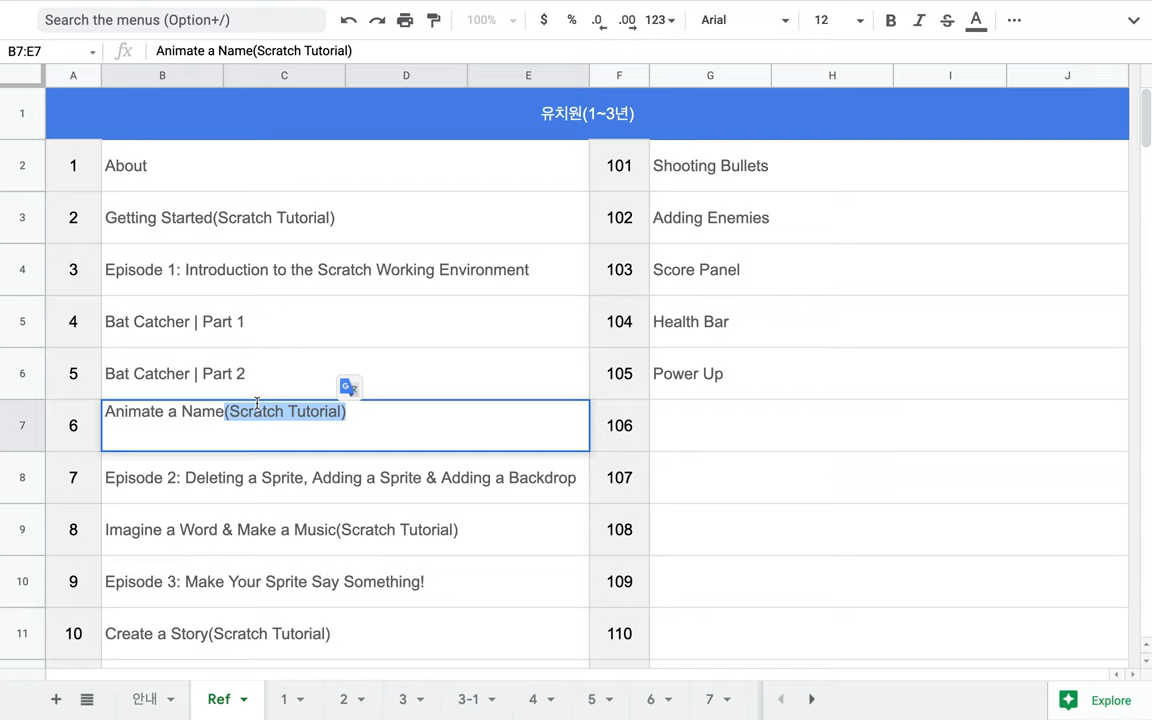 Search the menus (Option+/) 100% $ % .0 .00 123 Arial 12 B I S A
B7:E7 fx Animate a Name(Scratch Tutorial)
A B C D E F G H I J
1 유치원(1~3년)
2 1 About 101 Shooting Bullets
3 2 Getting Started(Scratch Tutorial) 102 Adding Enemies
4 3 Episode 1: Introduction to the Scratch Working Environment 103 Score Panel
5 4 Bat Catcher | Part 1 104 Health Bar
6 5 Bat Catcher | Part 2 105 Power Up
7 6 Animate a Name(Scratch Tutorial) 106
8 7 Episode 2: Deleting a Sprite, Adding a Sprite & Adding a Backdrop 107
9 8 Imagine a Word & Make a Music(Scratch Tutorial) 108
10 9 Episode 3: Make Your Sprite Say Something! 109
11 10 Create a Story(Scratch Tutorial) 110
+ 안내 Ref 1 2 3 3-1 4 5 6 7 Explore